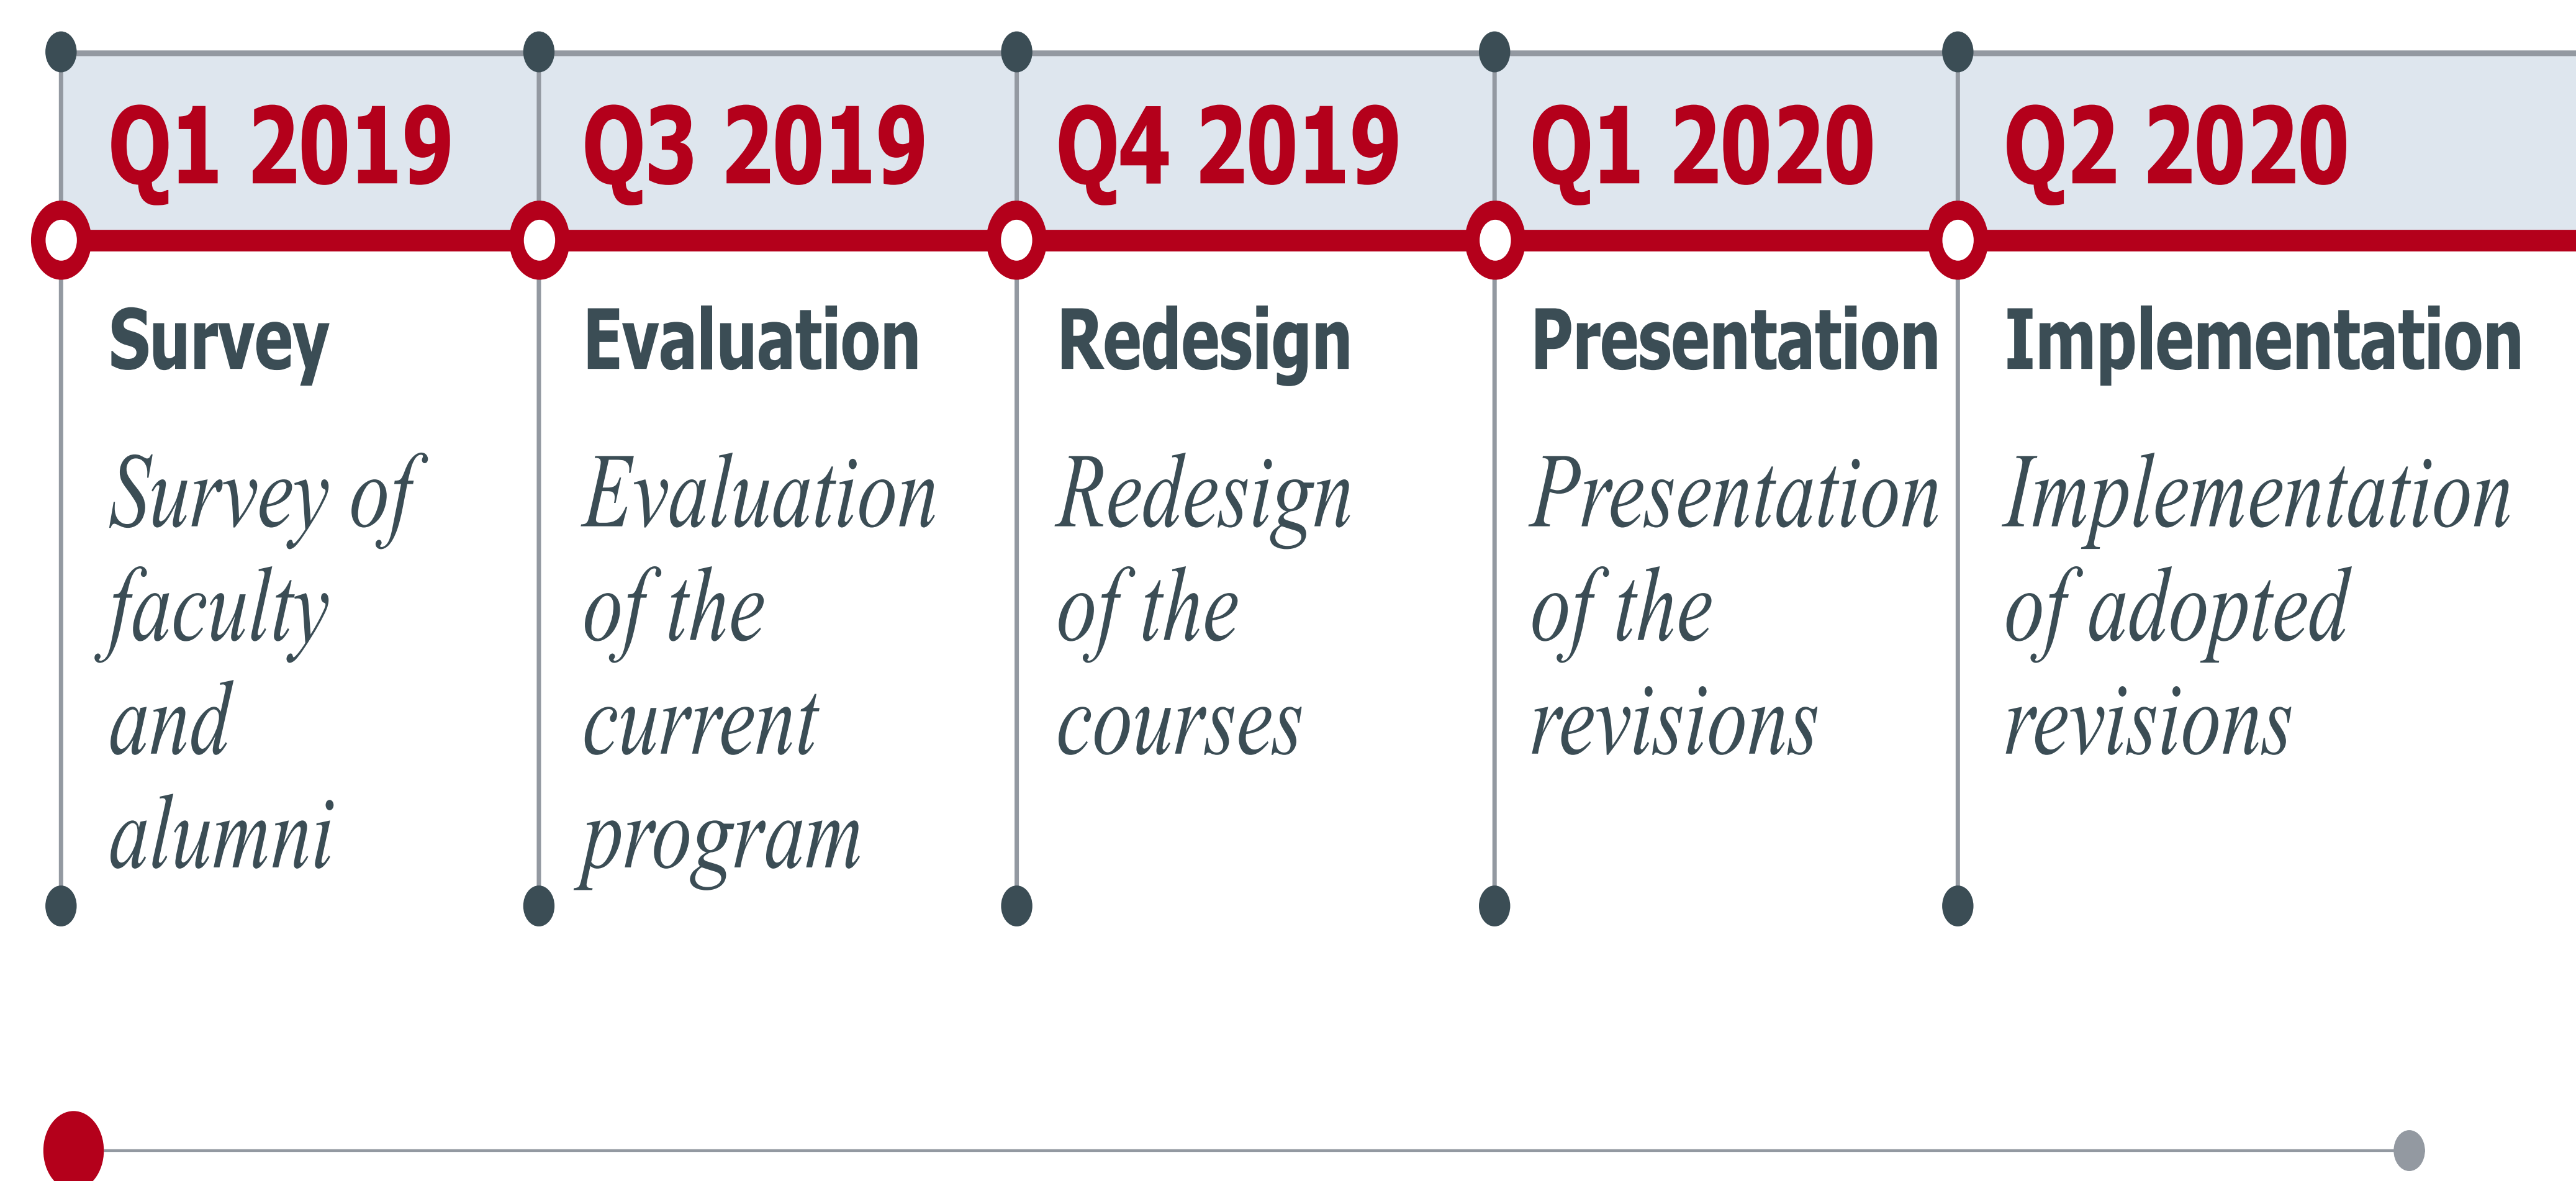 Q1 2019
Q3 2019
Q4 2019
Q1 2020
Q2 2020
Survey
Evaluation
Redesign
Presentation
Implementation
Survey of
faculty
and
alumni
Evaluation
of the
current
program
Redesign
of the
courses
Presentation
of the
revisions
Implementation
of adopted
revisions